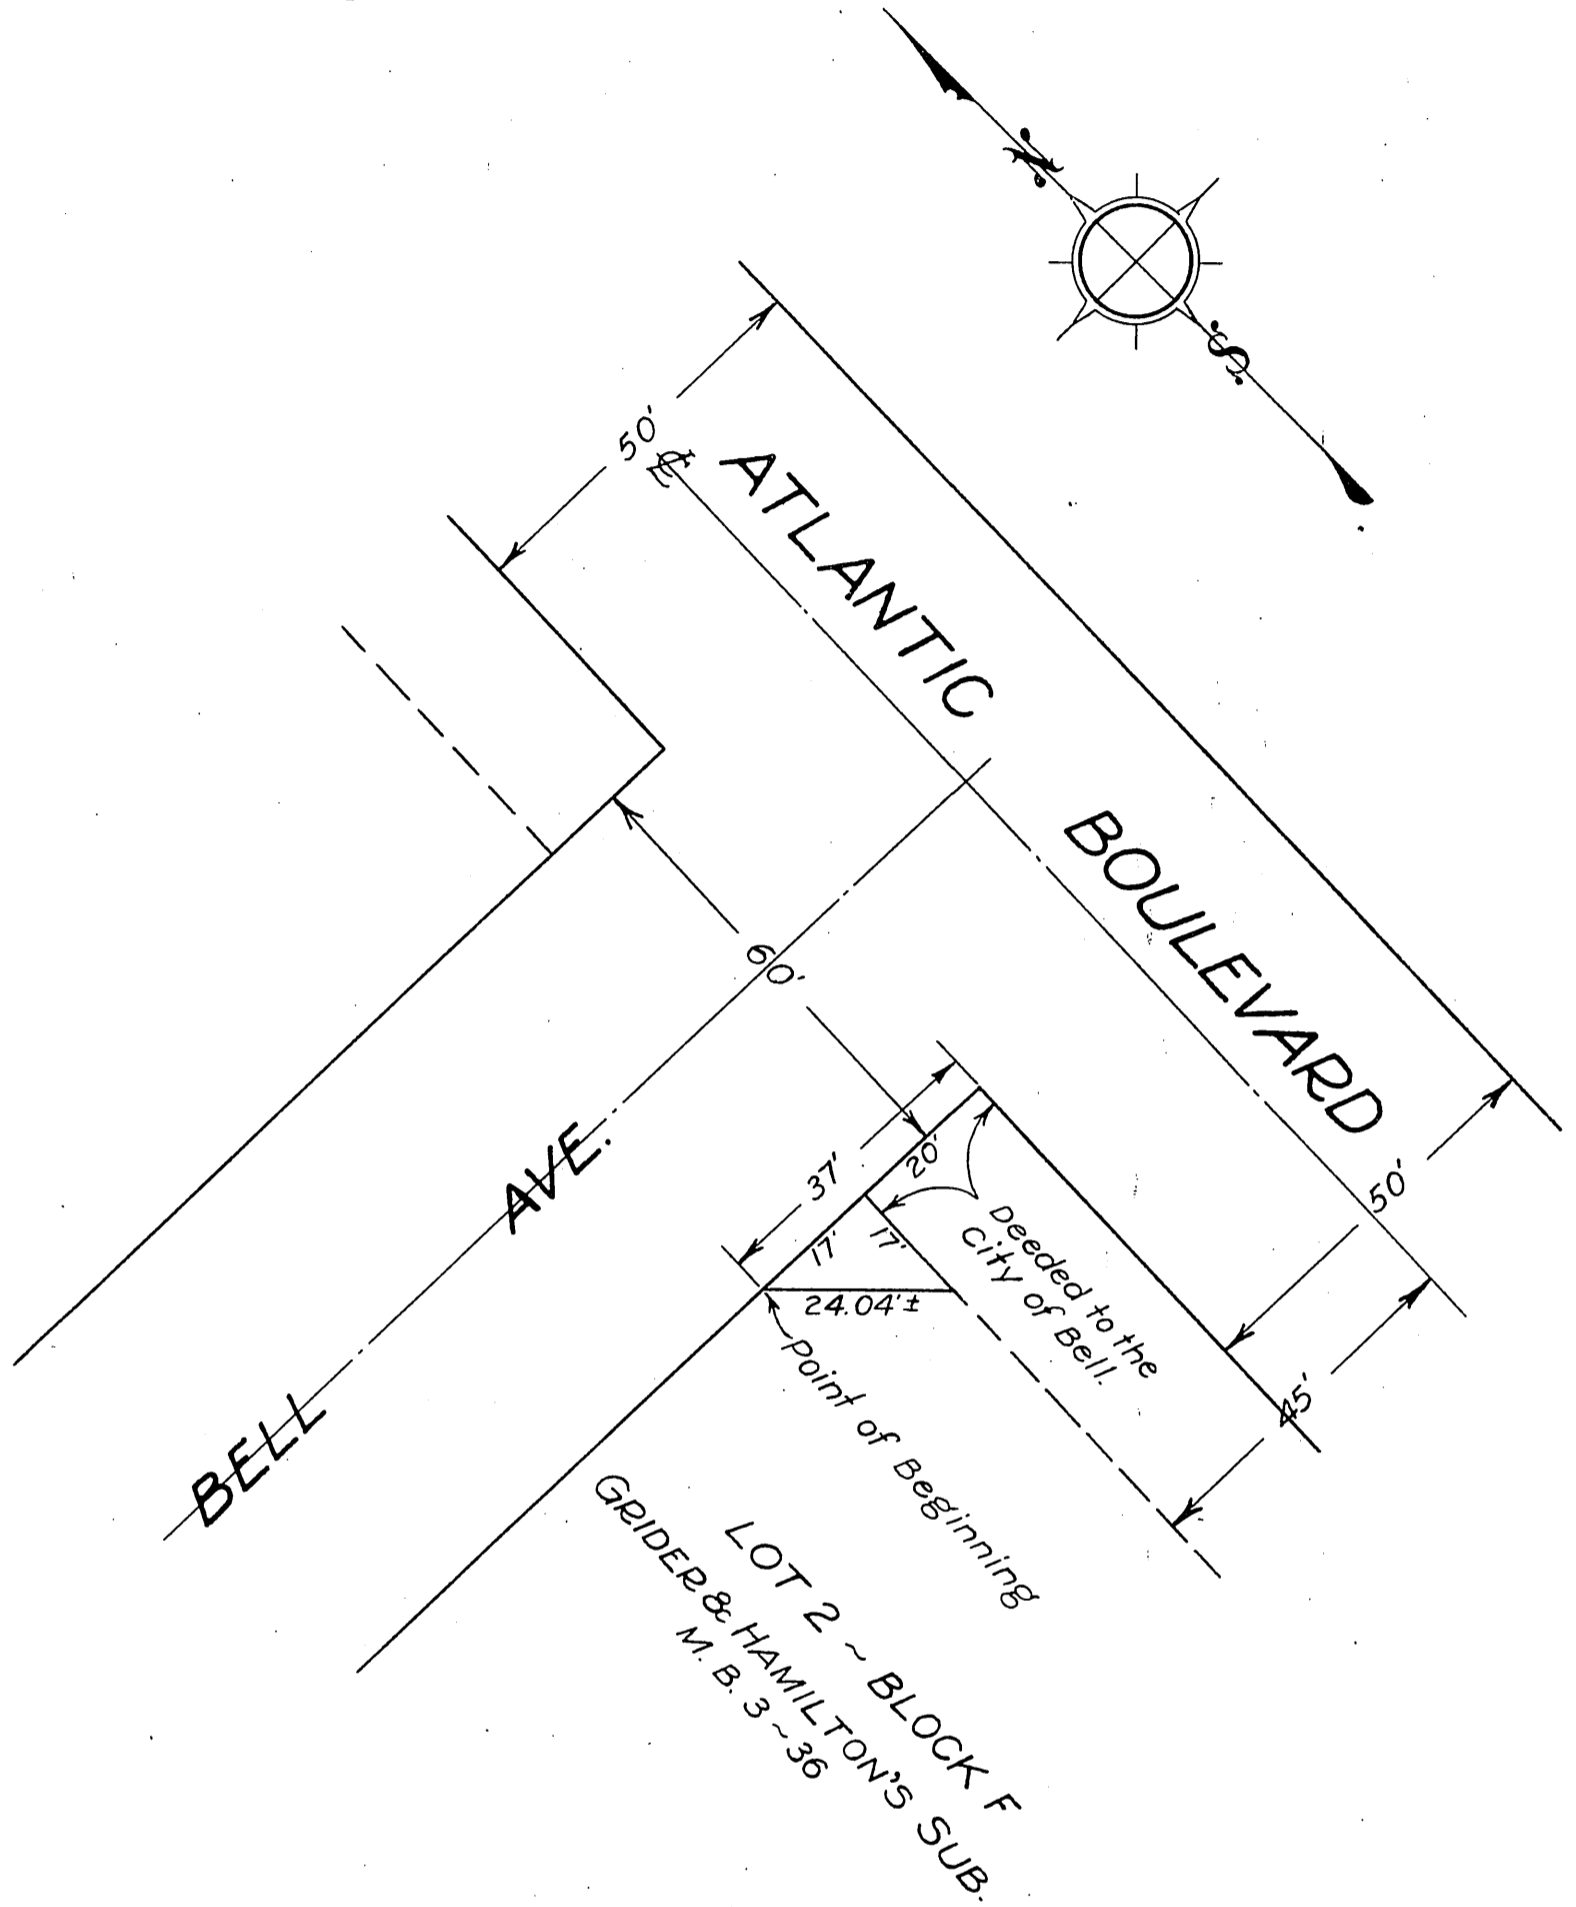 N.
S.
50'
℄
ATLANTIC
BOULEVARD
60'
37'
20'
17'
17'
24.04'±
50'
45'
Deeded to the
City of Bell.
Point of Beginning
BELL AVE.
LOT 2 ~ BLOCK F
GRIDER & HAMILTON'S SUB.
M. B. 3 ~ 36